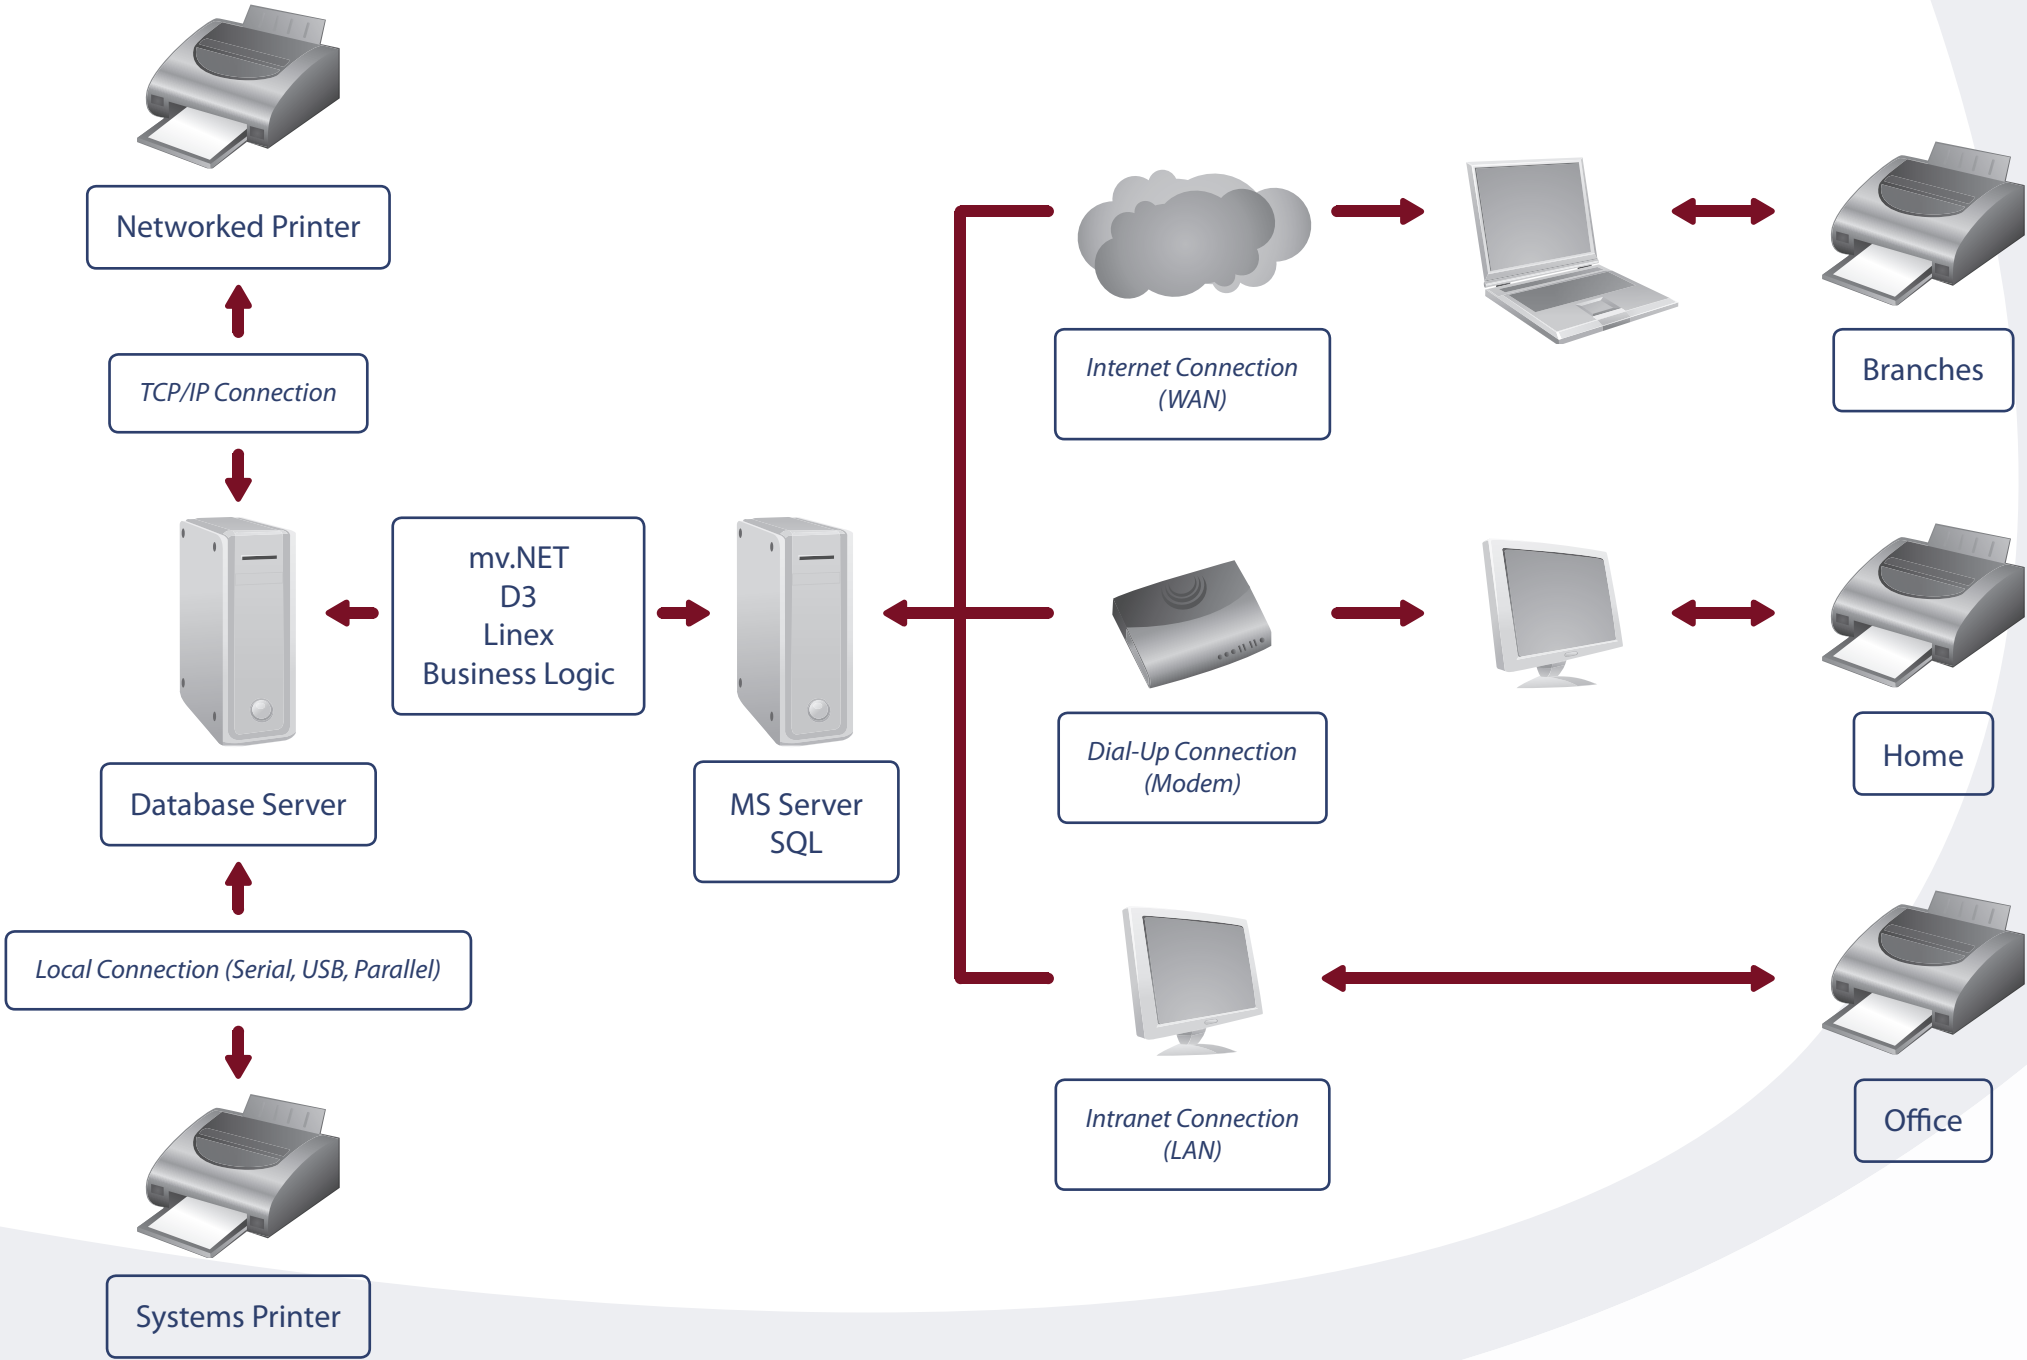 Networked Printer
TCP/IP Connection
mv.NET
D3
Linex
Business Logic
Database Server
MS Server
SQL
Local Connection (Serial, USB, Parallel)
Systems Printer
Internet Connection
(WAN)
Branches
Dial-Up Connection
(Modem)
Home
Intranet Connection
(LAN)
Office